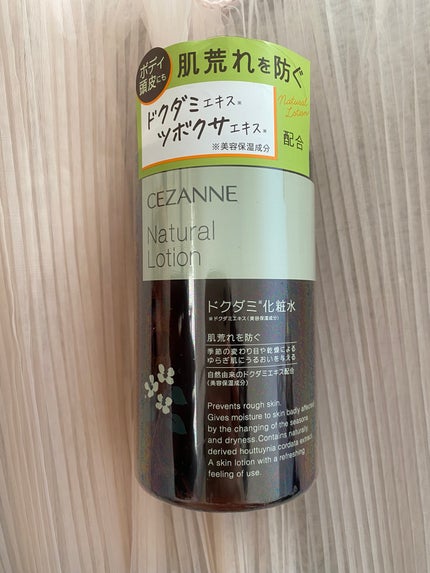 ボディ
頭皮にも
肌荒れを防ぐ
ドクダミエキス※
ツボクサエキス※
※美容保湿成分
Natural
Lotion
配合
CEZANNE
Natural
Lotion
ドクダミ※化粧水
※ドクダミエキス(美容保湿成分)
肌荒れを防ぐ
季節の変わり目や乾燥による
ゆらぎ肌にうるおいを与える
自然由来のドクダミエキス配合
(美容保湿成分)
Prevents rough skin.
Gives moisture to skin badly affected
by the changing of the seasons
and dryness. Contains naturally
derived houttuynia cordata extract.
A skin lotion with a refreshing
feeling of use.